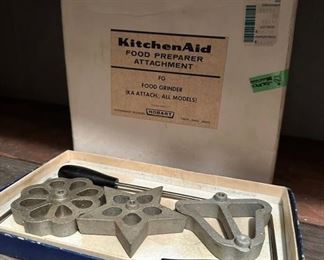 KitchenAid
FOOD PREPARER
ATTACHMENT
FG
FOOD GRINDER
(KA ATTACH., ALL MODELS)
HOBART